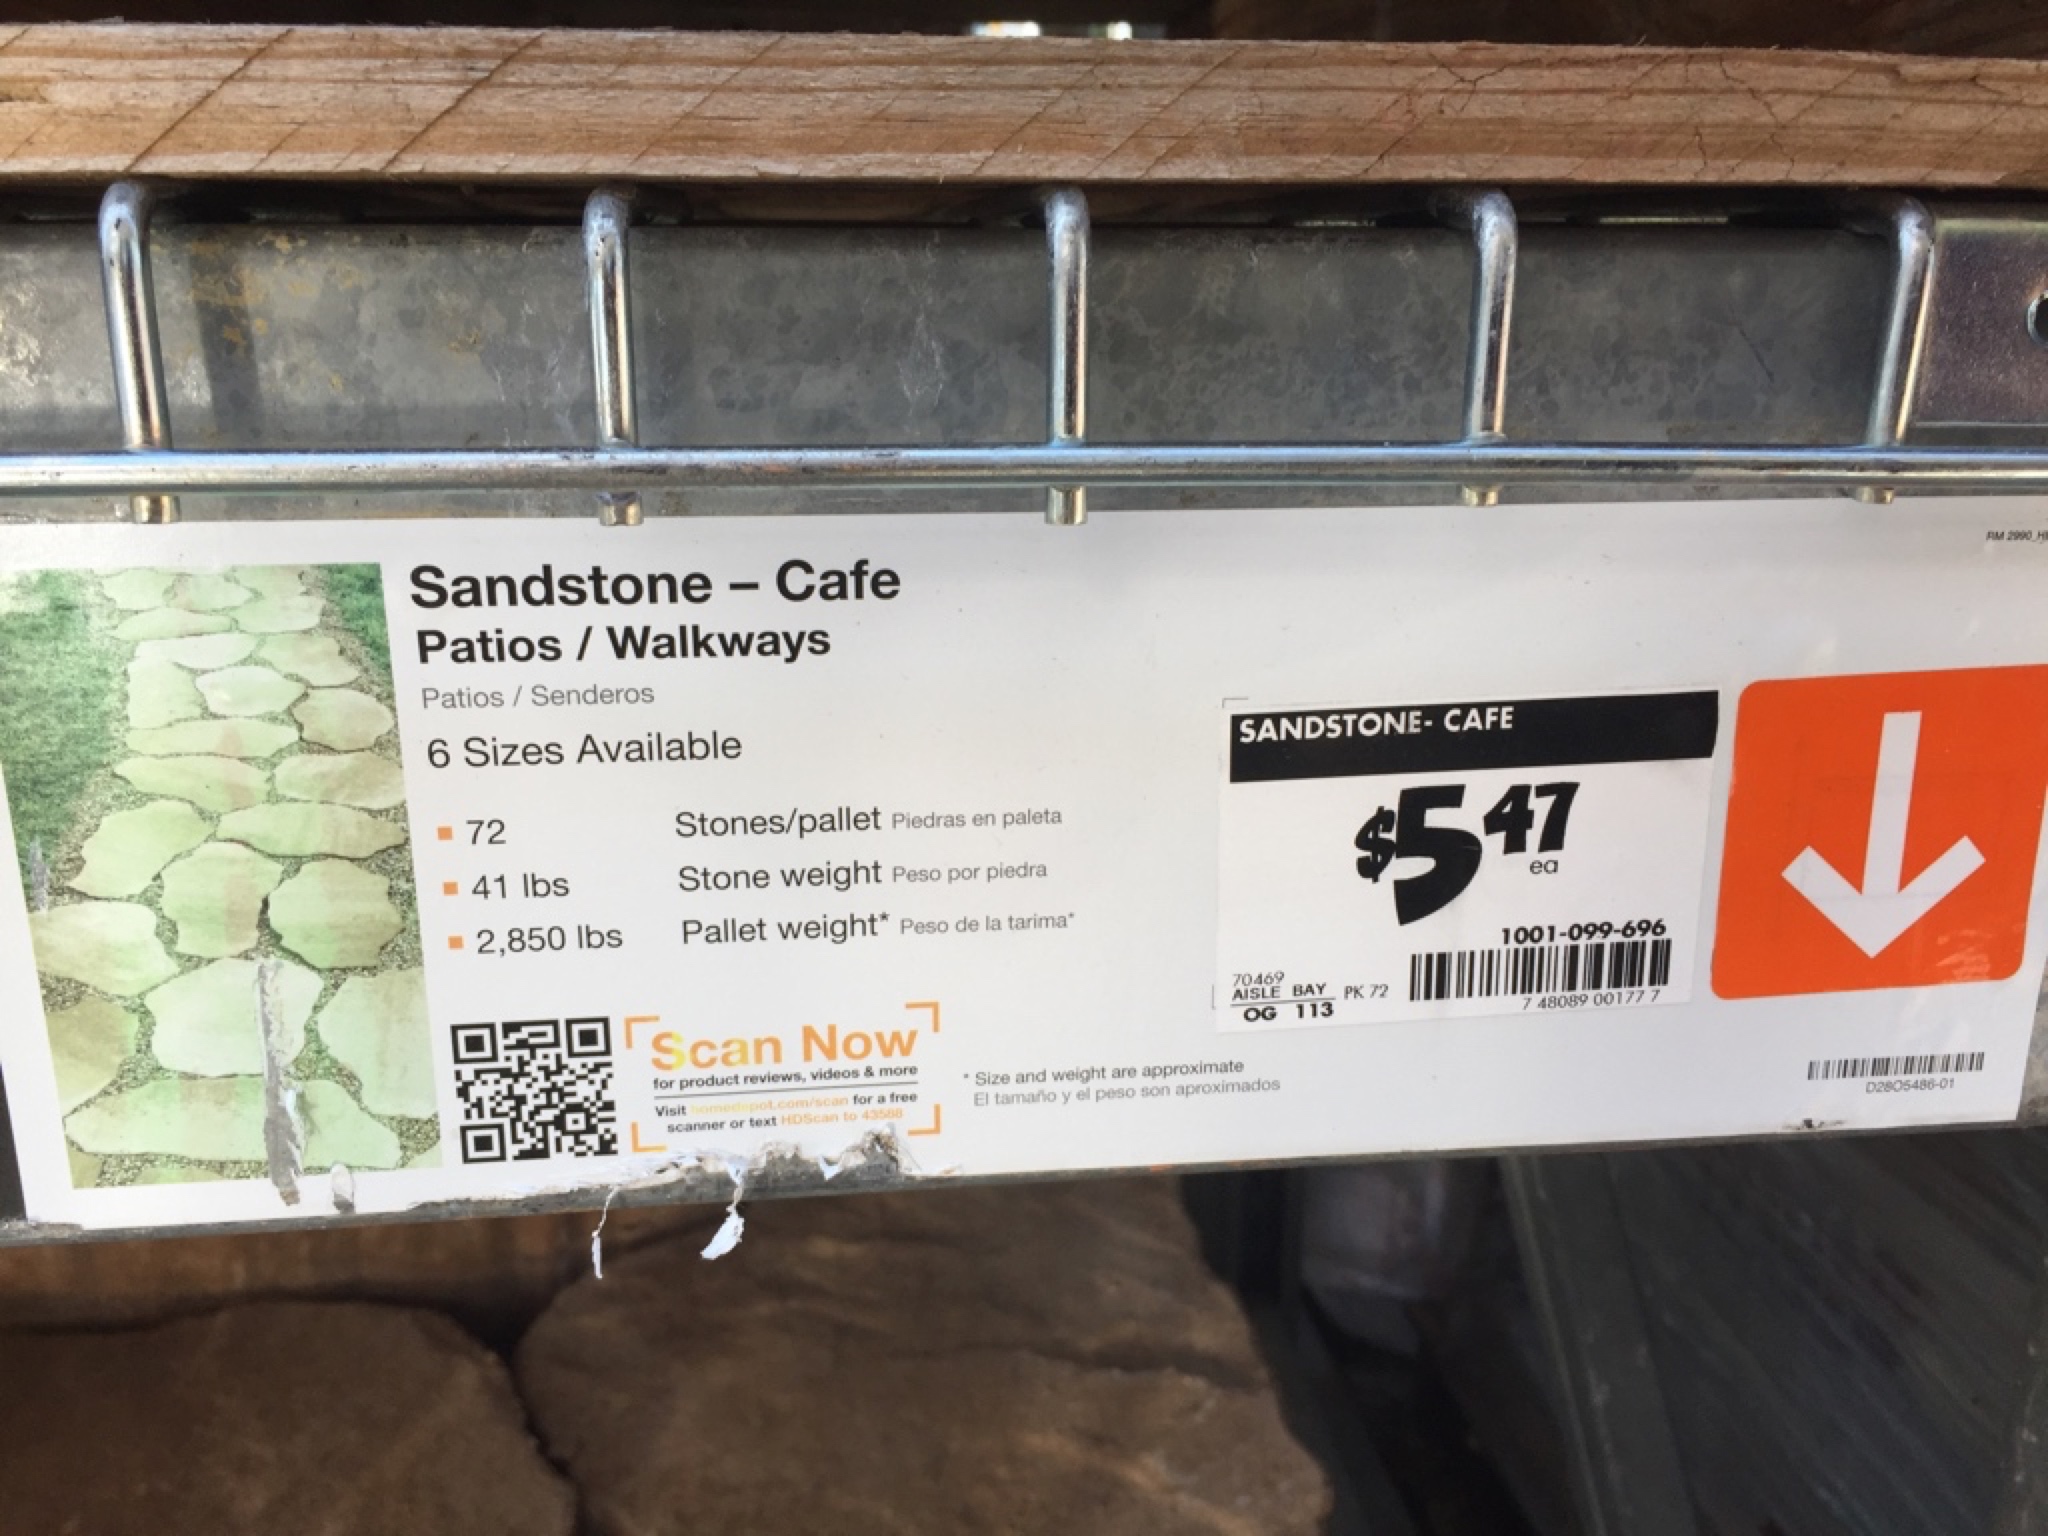 RM 2990_H
Sandstone – Cafe
Patios / Walkways
Patios / Senderos
6 Sizes Available
72 Stones/pallet Piedras en paleta
41 lbs Stone weight Peso por piedra
2,850 lbs Pallet weight* Peso de la tarima*
Scan Now
for product reviews, videos & more
Visit homedepot.com/scan for a free
scanner or text HDScan to 43588
* Size and weight are approximate
El tamaño y el peso son aproximados
SANDSTONE- CAFE
$5 47
ea
1001-099-696
70469
AISLE BAY PK 72
OG 113
7 48089 00177 7
D28O5486-01